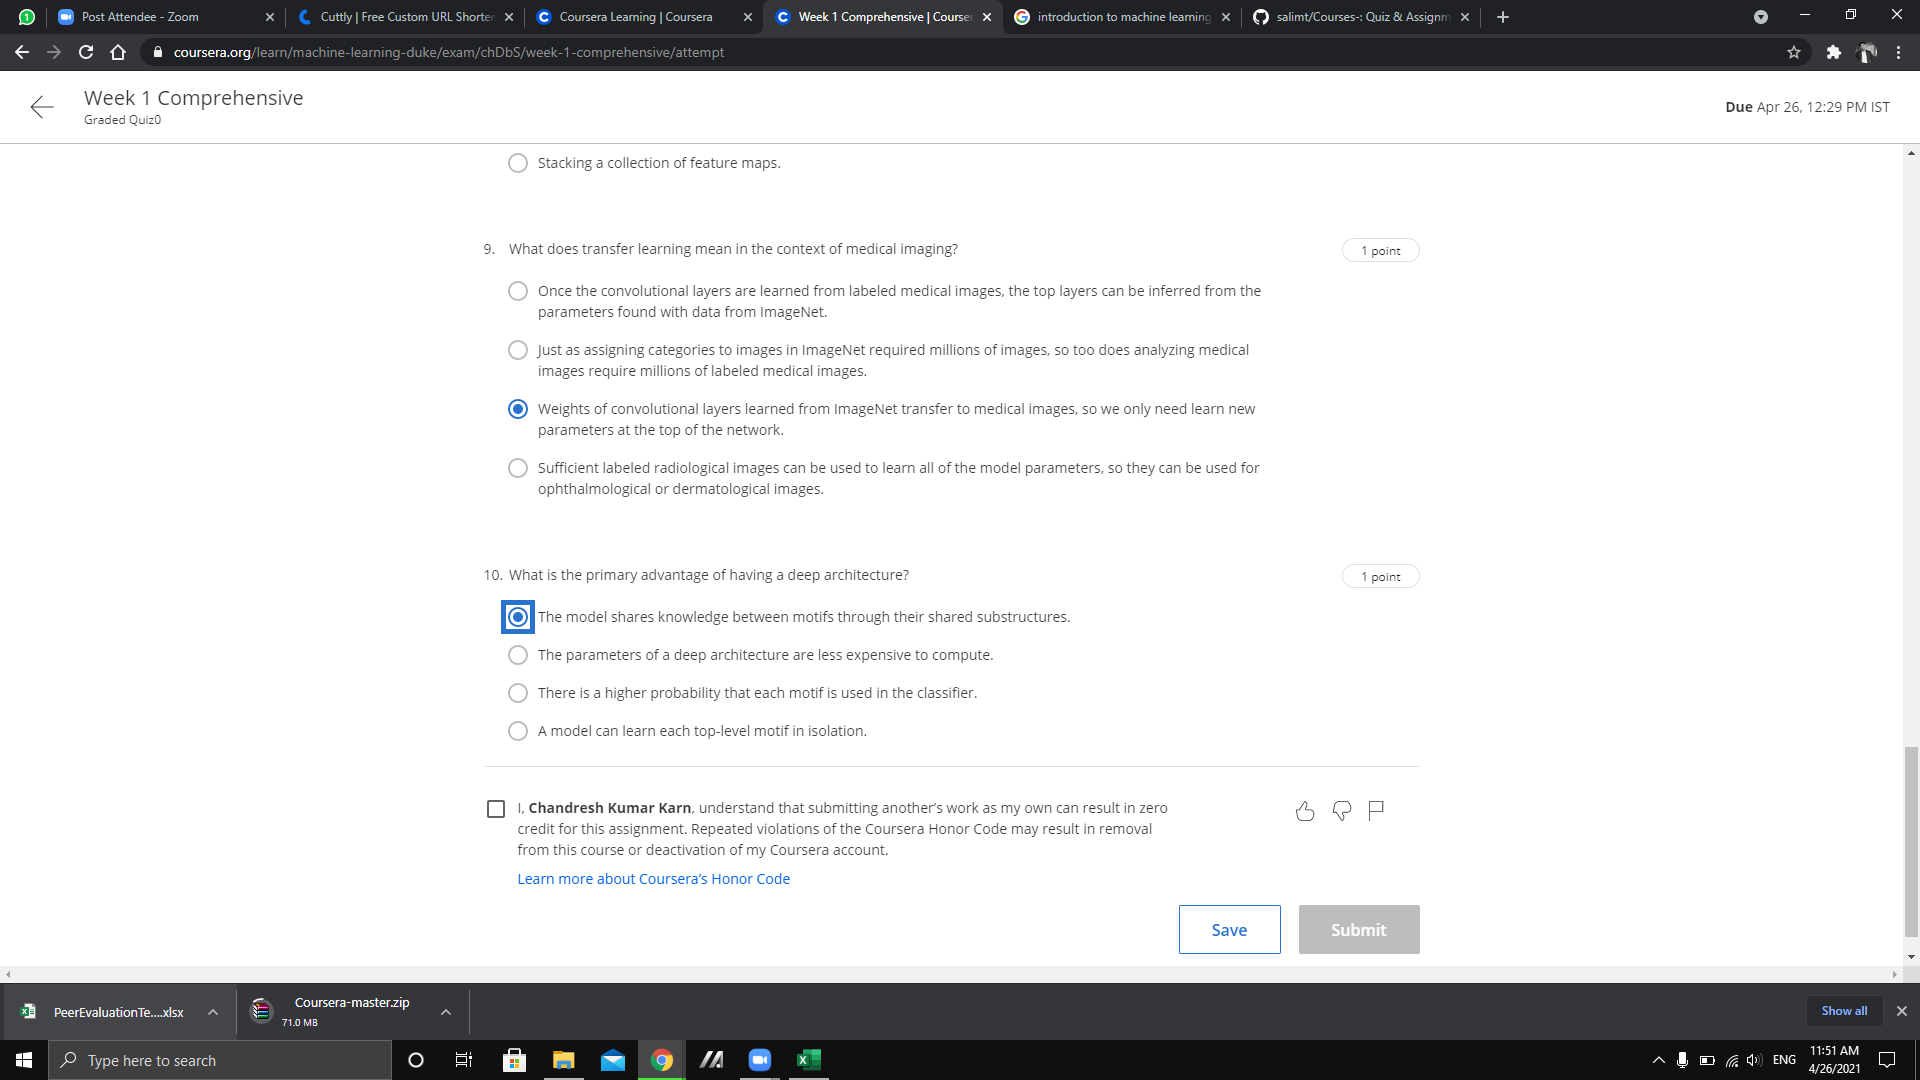 Post Attendee - Zoom
Cuttly | Free Custom URL Shorter
Coursera Learning | Coursera
Week 1 Comprehensive | Courser
introduction to machine learning
salimt/Courses-: Quiz & Assignm
coursera.org/learn/machine-learning-duke/exam/chDbS/week-1-comprehensive/attempt
Week 1 Comprehensive
Graded Quiz0
Due Apr 26, 12:29 PM IST
Stacking a collection of feature maps.
9. What does transfer learning mean in the context of medical imaging?
1 point
Once the convolutional layers are learned from labeled medical images, the top layers can be inferred from the
parameters found with data from ImageNet.
Just as assigning categories to images in ImageNet required millions of images, so too does analyzing medical
images require millions of labeled medical images.
Weights of convolutional layers learned from ImageNet transfer to medical images, so we only need learn new
parameters at the top of the network.
Sufficient labeled radiological images can be used to learn all of the model parameters, so they can be used for
ophthalmological or dermatological images.
10. What is the primary advantage of having a deep architecture?
1 point
The model shares knowledge between motifs through their shared substructures.
The parameters of a deep architecture are less expensive to compute.
There is a higher probability that each motif is used in the classifier.
A model can learn each top-level motif in isolation.
I, Chandresh Kumar Karn, understand that submitting another's work as my own can result in zero
credit for this assignment. Repeated violations of the Coursera Honor Code may result in removal
from this course or deactivation of my Coursera account.
Learn more about Coursera's Honor Code
Save
Submit
PeerEvaluationTe....xlsx
Coursera-master.zip
71.0 MB
Show all
Type here to search
ENG
11:51 AM
4/26/2021